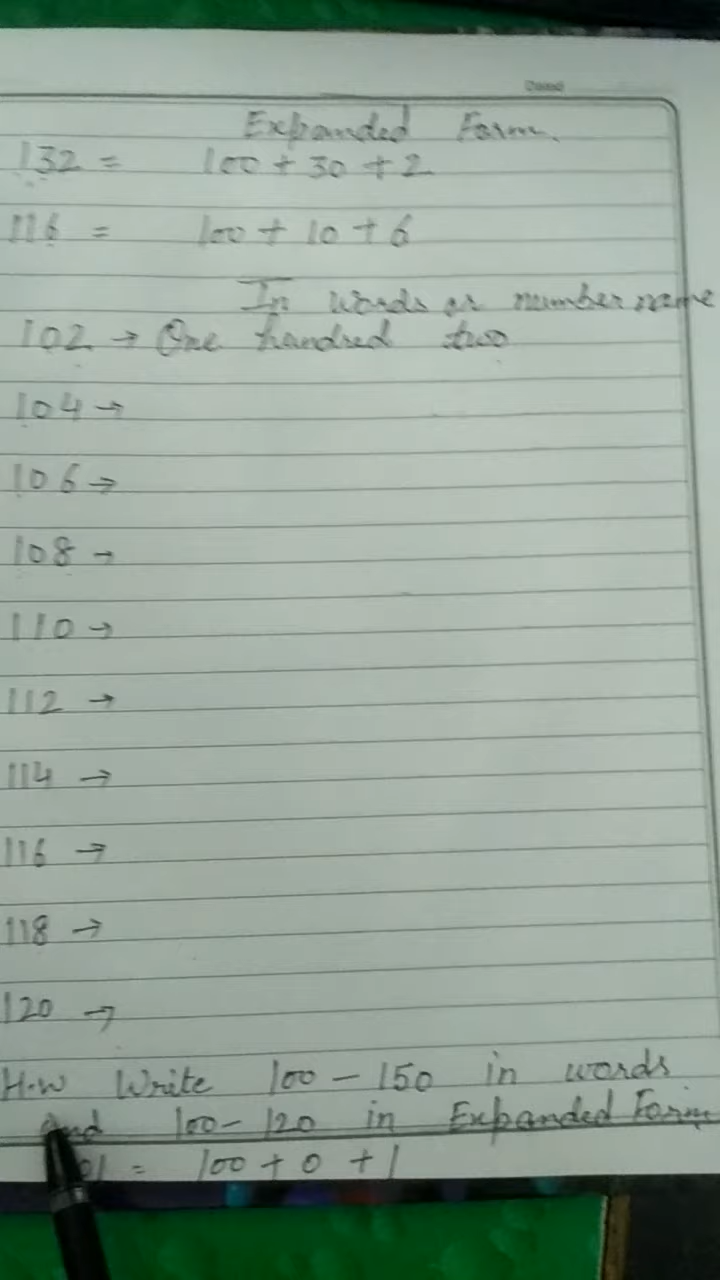 Expanded Form.
132 = 100 + 30 + 2
116 = 100 + 10 + 6
In words or number name
102 → One hundred two
104 →
106 →
108 →
110 →
112 →
114 →
116 →
118 →
120 →
H.w Write 100 - 150 in words
and 100 - 120 in Expanded Form
01 = 100 + 0 + 1